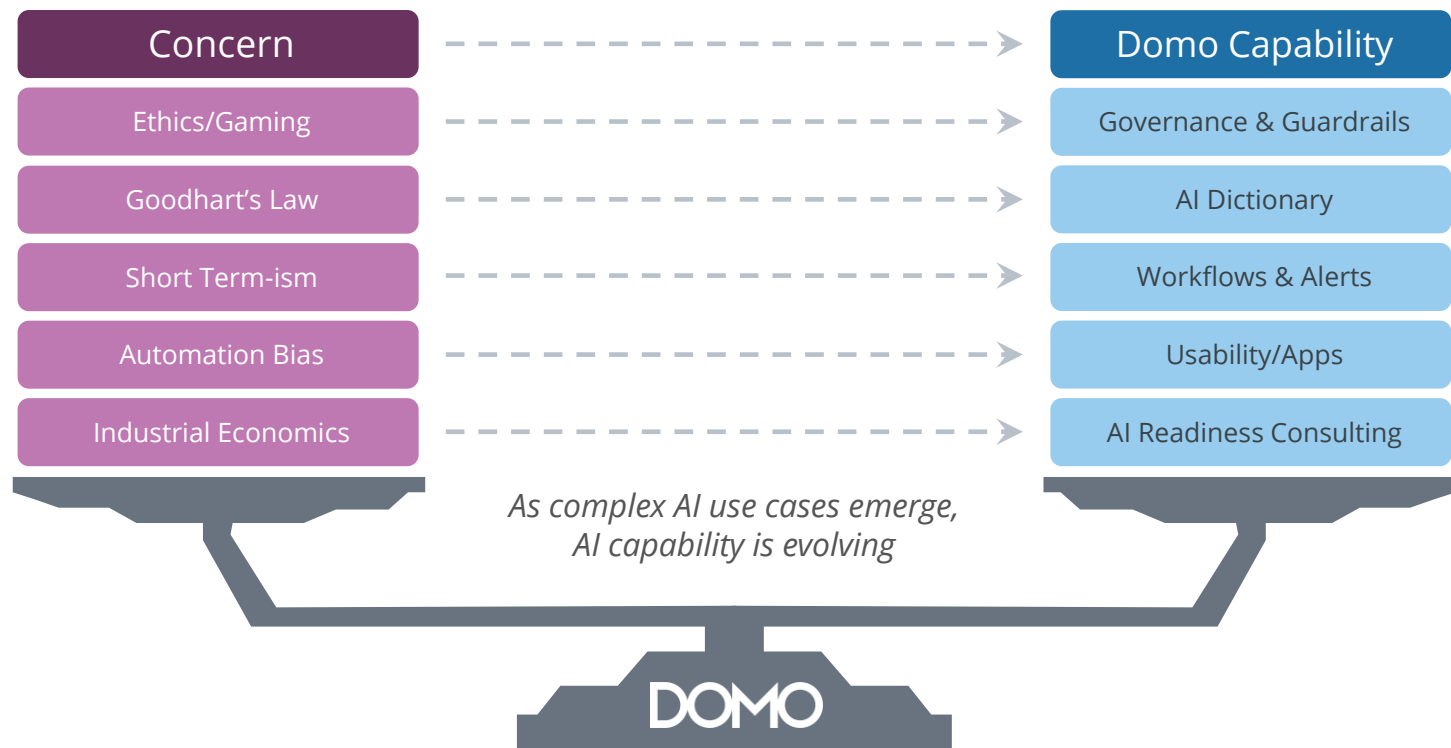 Concern
Domo Capability
Ethics/Gaming
Governance & Guardrails
Goodhart’s Law
AI Dictionary
Short Term-ism
Workflows & Alerts
Automation Bias
Usability/Apps
Industrial Economics
AI Readiness Consulting
As complex AI use cases emerge,
AI capability is evolving
DOMO